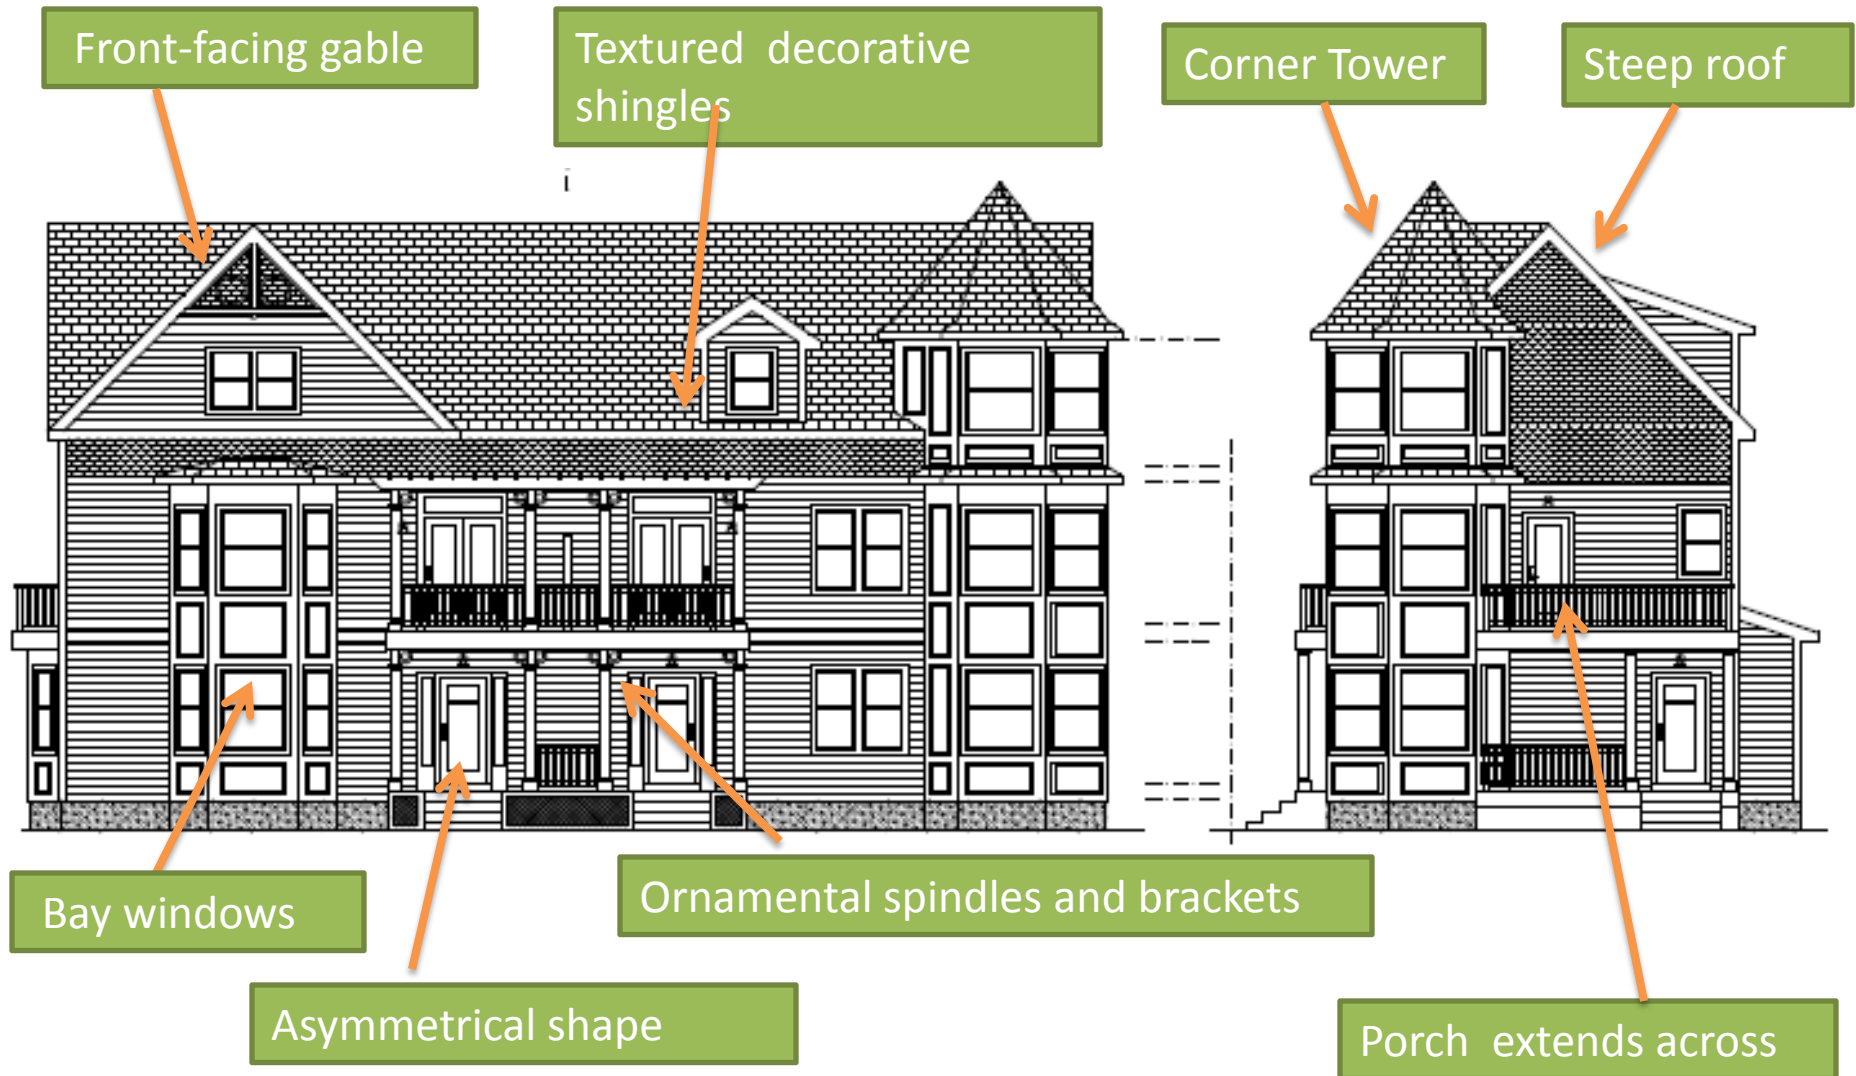 Front-facing gable
Textured decorative
shingles
Corner Tower
Steep roof
Bay windows
Ornamental spindles and brackets
Asymmetrical shape
Porch extends across